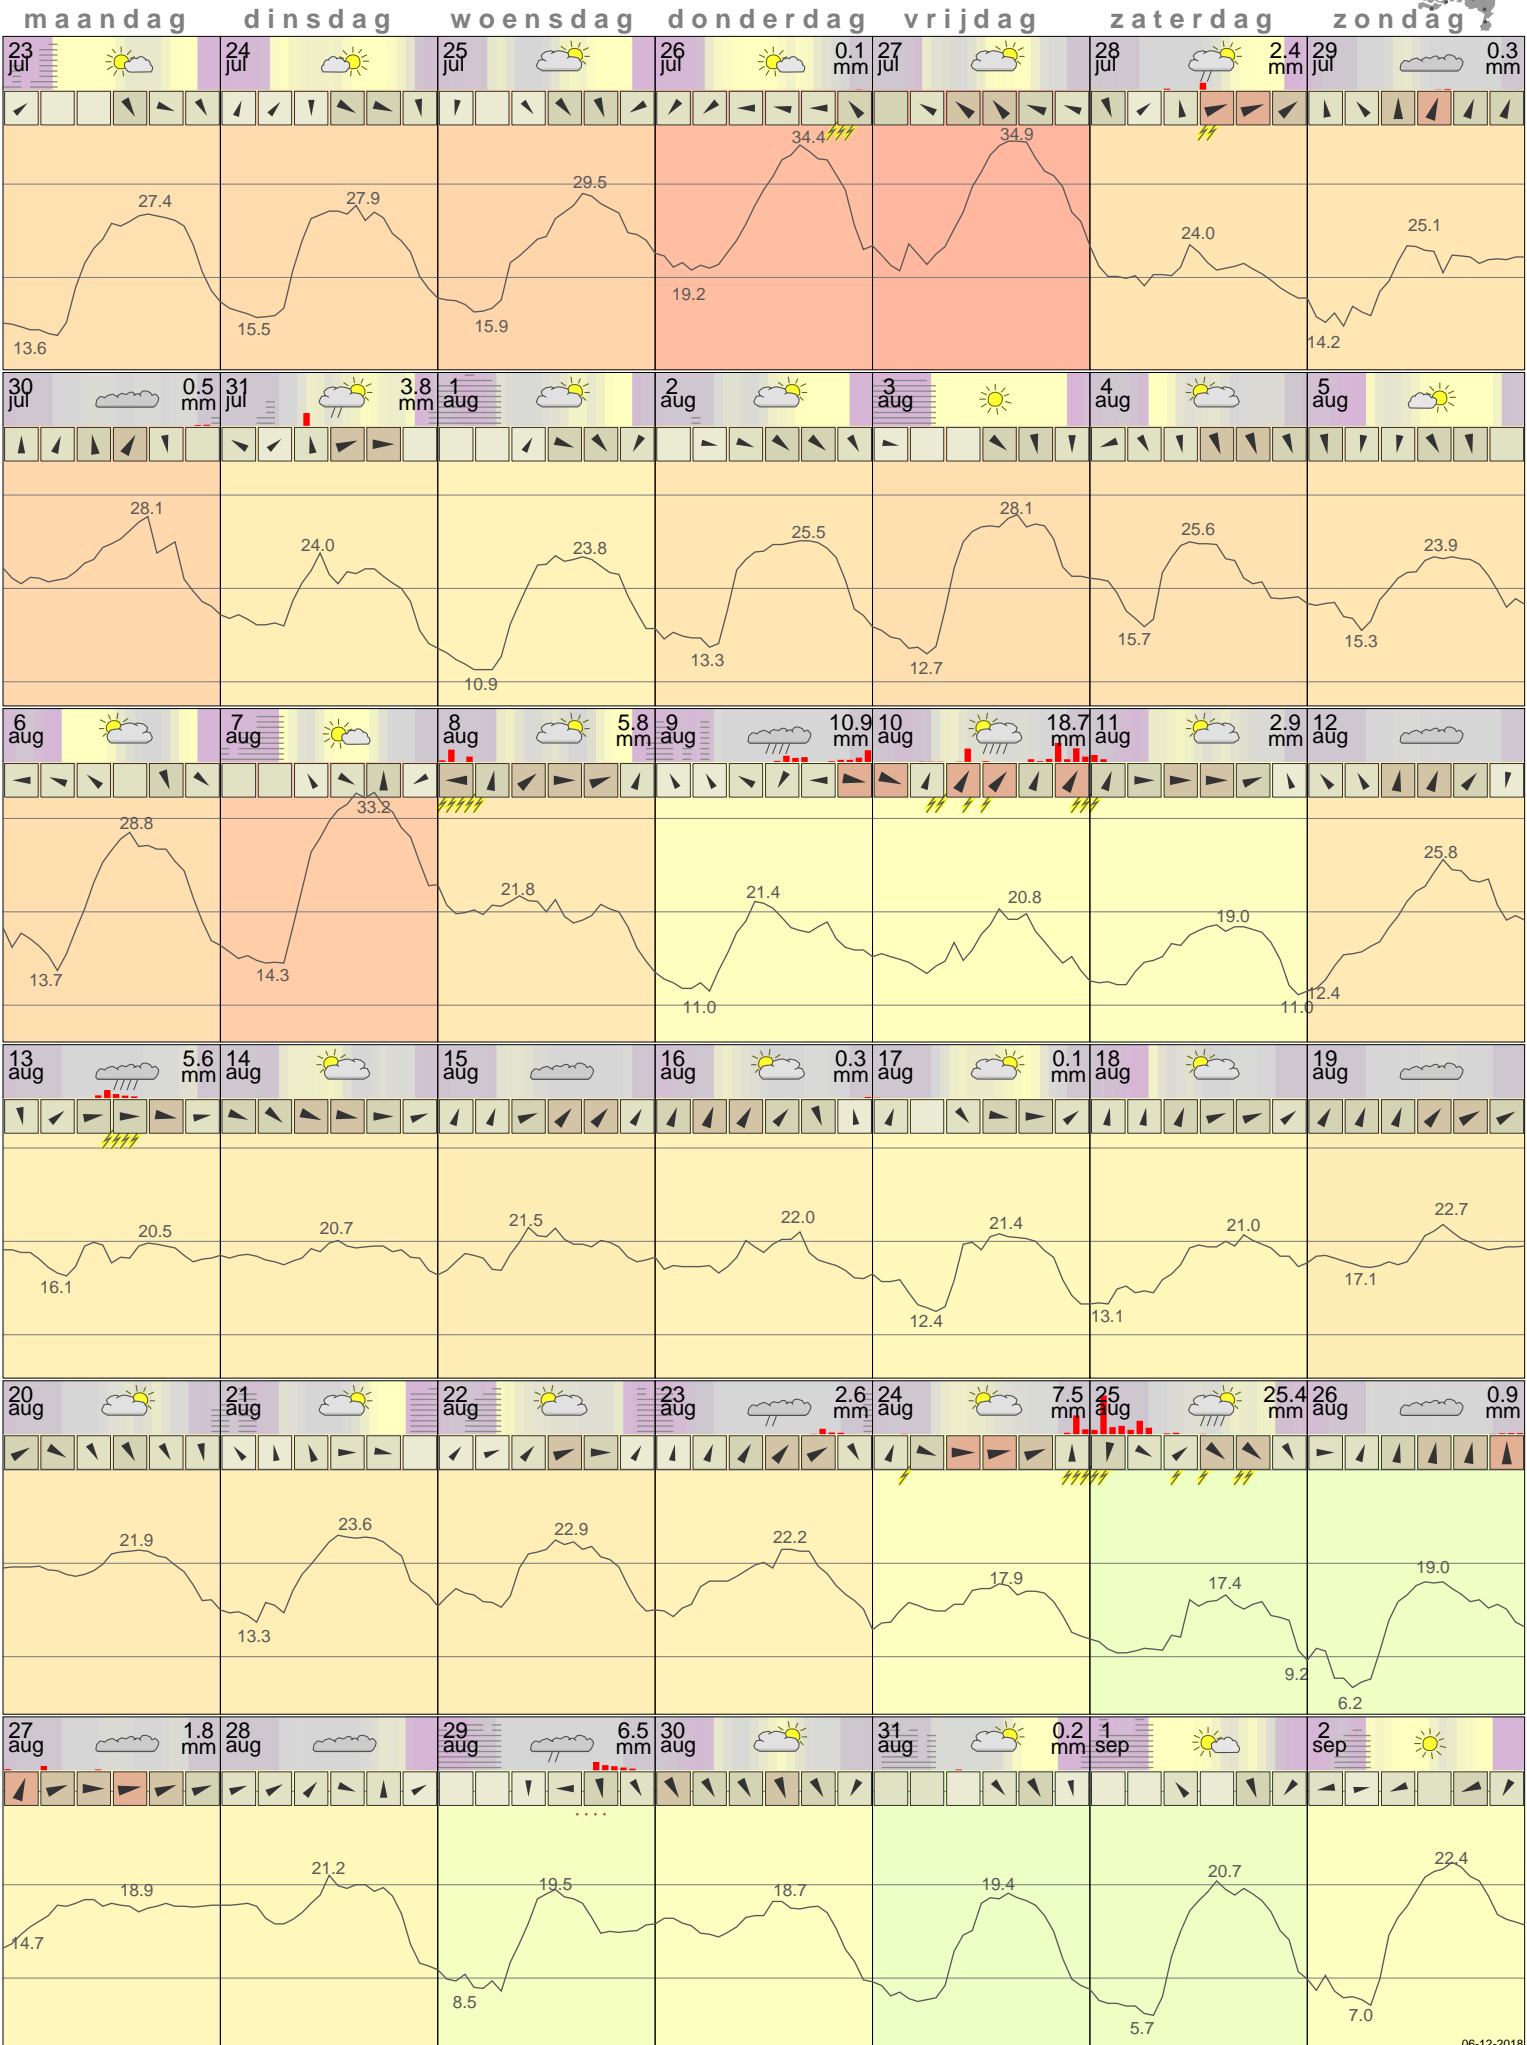 maandag dinsdag woensdag donderdag vrijdag zaterdag zondag
23 24 25 26 0.1 27 28 2.4 29 0.3
jul jul jul jul mm jul jul mm jul mm
34.4 34.9
29.5
27.4 27.9
24.0 25.1
19.2
13.6 15.5 15.9 14.2
30 0.5 31 3.8 1 2 3 4 5
jul mm jul mm aug aug aug aug aug
28.1 24.0 23.8 25.5 28.1 25.6 23.9
10.9 13.3 12.7 15.7 15.3
6 7 8 5.8 9 10.9 10 18.7 11 2.9 12
aug aug aug mm aug mm aug mm aug mm aug
33.2
28.8 25.8
21.8 21.4 20.8 19.0
13.7 14.3 11.0 11.0 12.4
13 5.6 14 15 16 0.3 17 0.1 18 19
aug mm aug aug aug mm aug mm aug aug
20.5 20.7 21.5 22.0 21.4 21.0 22.7
16.1 12.4 13.1 17.1
20 21 22 23 2.6 24 7.5 25 25.4 26 0.9
aug aug aug aug mm aug mm aug mm aug mm
21.9 23.6 22.9 22.2 17.9 17.4 19.0
13.3 9.2 6.2
27 1.8 28 29 6.5 30 31 0.2 1 2
aug mm aug aug mm aug aug mm sep sep
18.9 21.2 19.5 18.7 19.4 20.7 22.4
14.7 8.5 5.7 7.0
06-12-2018